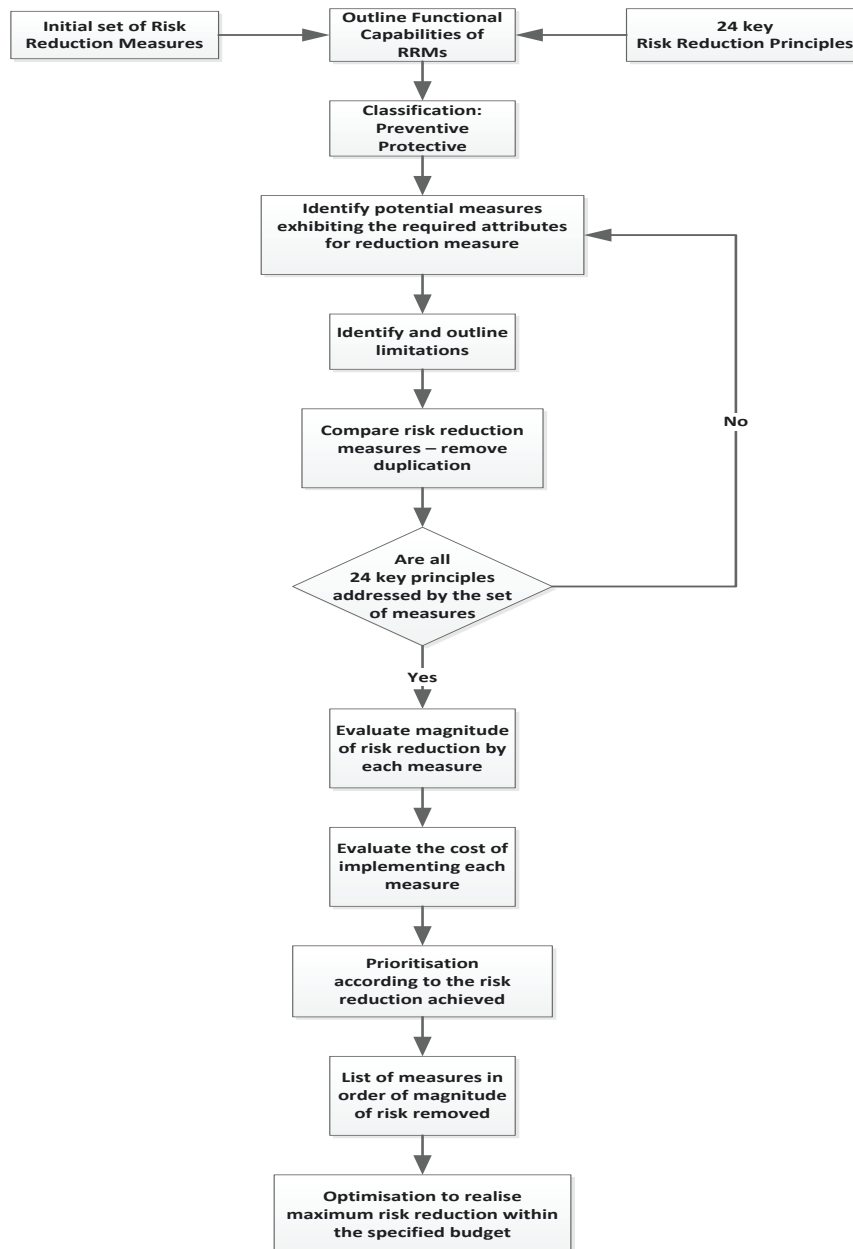 Initial set of Risk
Reduction Measures
Outline Functional
Capabilities of
RRMs
24 key
Risk Reduction Principles
Classification:
Preventive
Protective
Identify potential measures
exhibiting the required attributes
for reduction measure
Identify and outline
limitations
Compare risk reduction
measures – remove
duplication
No
Are all
24 key principles
addressed by the set
of measures
Yes
Evaluate magnitude
of risk reduction by
each measure
Evaluate the cost of
implementing each
measure
Prioritisation
according to the risk
reduction achieved
List of measures in
order of magnitude
of risk removed
Optimisation to realise
maximum risk reduction within
the specified budget